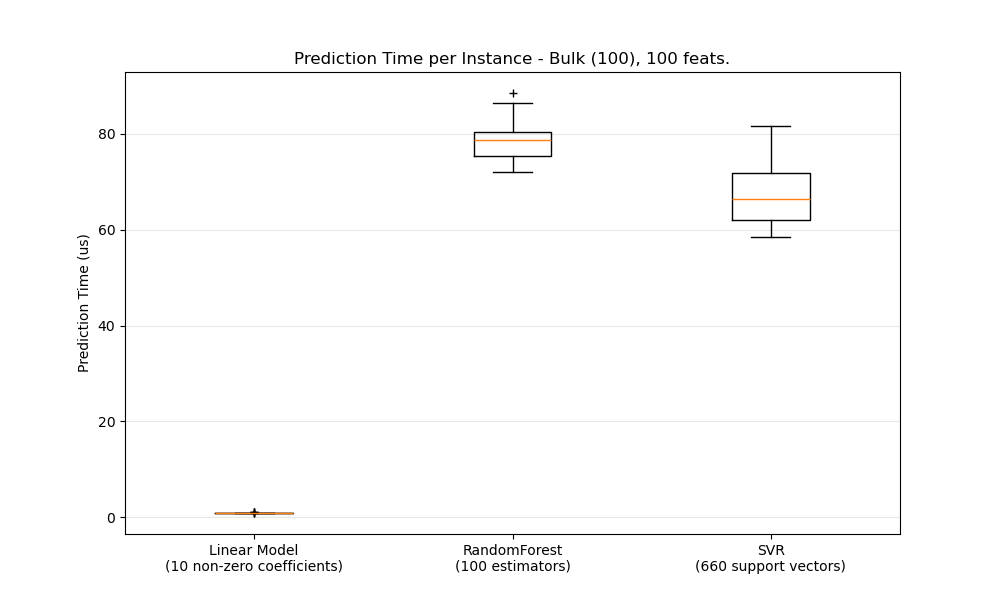 Prediction Time per Instance - Bulk (100), 100 feats.
Prediction Time (us)
80
60
40
20
0
Linear Model
(10 non-zero coefficients)
RandomForest
(100 estimators)
SVR
(660 support vectors)